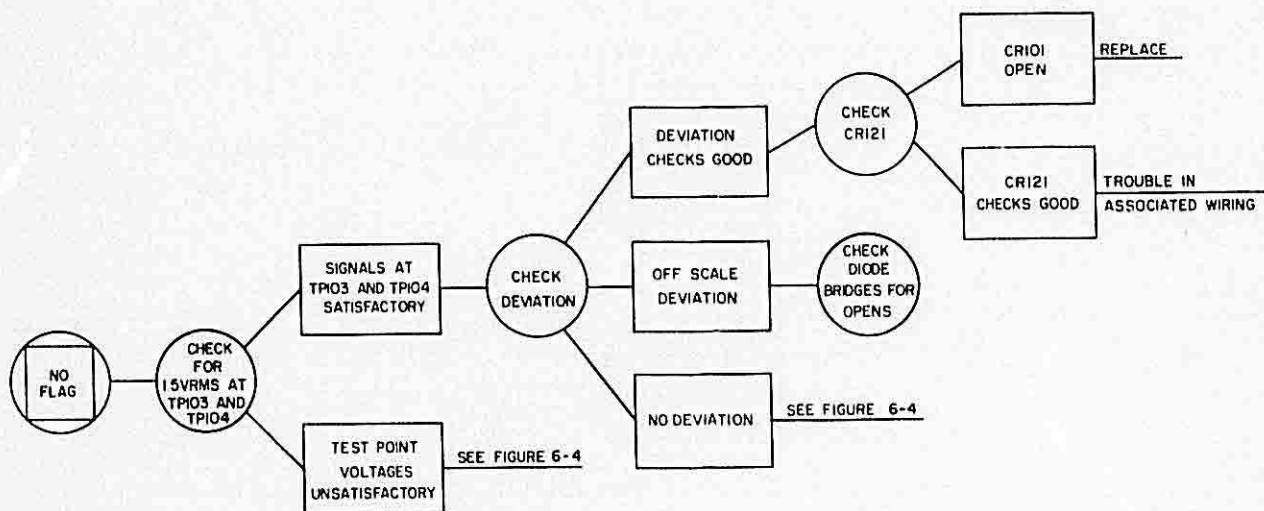 NO
FLAG
CHECK
FOR
1.5VRMS AT
TP103 AND
TP104
SIGNALS AT
TP103 AND TP104
SATISFACTORY
TEST POINT
VOLTAGES
UNSATISFACTORY
SEE FIGURE 6-4
CHECK
DEVIATION
DEVIATION
CHECKS GOOD
OFF SCALE
DEVIATION
NO DEVIATION
SEE FIGURE 6-4
CHECK
CR121
CHECK
DIODE
BRIDGES FOR
OPENS
CR101
OPEN
REPLACE
CR121
CHECKS GOOD
TROUBLE IN
ASSOCIATED WIRING